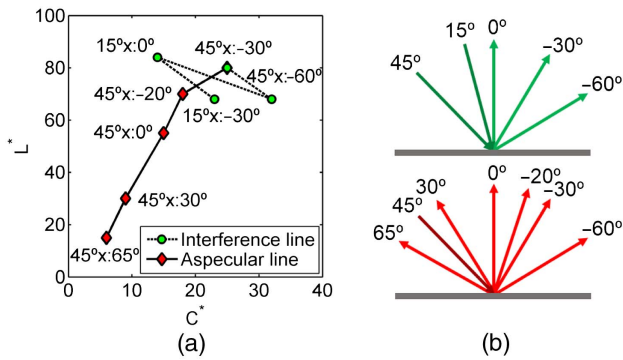 100
80
60
40
20
0
L*
15ºx:0º
45ºx:–30º
45ºx:–60º
45ºx:–20º
15ºx:–30º
45ºx:0º
45ºx:30º
45ºx:65º
Interference line
Aspecular line
0 10 20 30 40
C*
(a)
45º
15º
0º
–30º
–60º
65º
45º
30º
0º
–20º
–30º
–60º
(b)